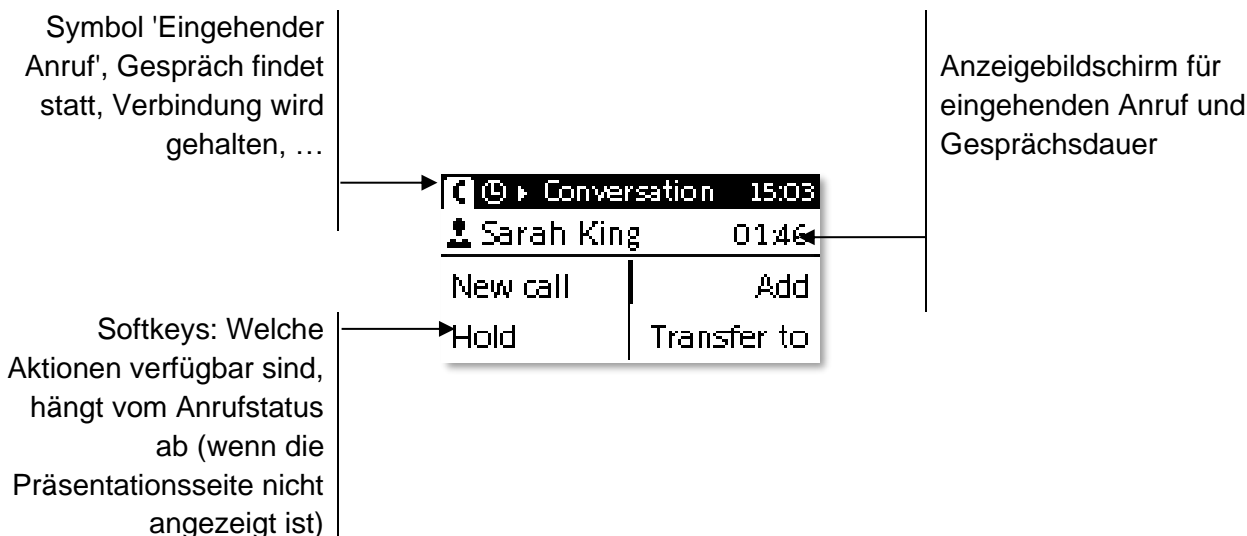 Symbol 'Eingehender
Anruf', Gespräch findet
statt, Verbindung wird
gehalten, …
Anzeigebildschirm für
eingehenden Anruf und
Gesprächsdauer
Conversation 15:03
Sarah King 01:46
New call Add
Hold Transfer to
Softkeys: Welche
Aktionen verfügbar sind,
hängt vom Anrufstatus
ab (wenn die
Präsentationsseite nicht
angezeigt ist)